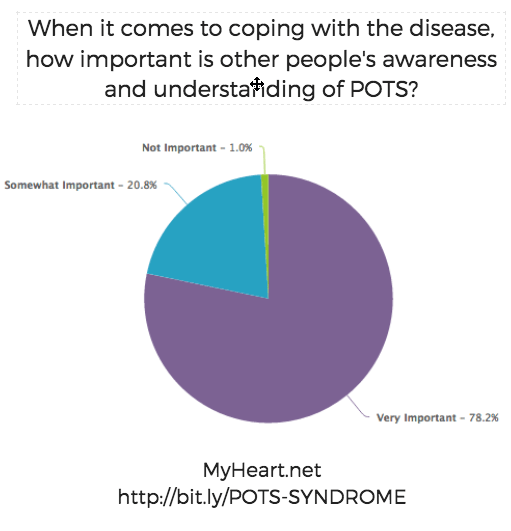 When it comes to coping with the disease,
how important is other people's awareness
and understanding of POTS?
Not Important – 1.0%
Somewhat Important – 20.8%
Very Important – 78.2%
MyHeart.net
http://bit.ly/POTS-SYNDROME